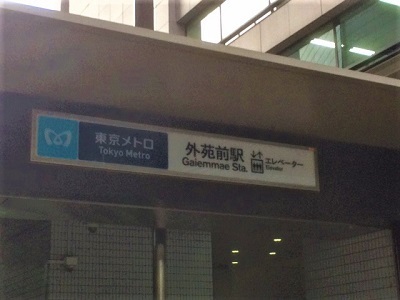 東京メトロ
Tokyo Metro
外苑前駅
Gaiemmae Sta.
エレベーター
Elevator